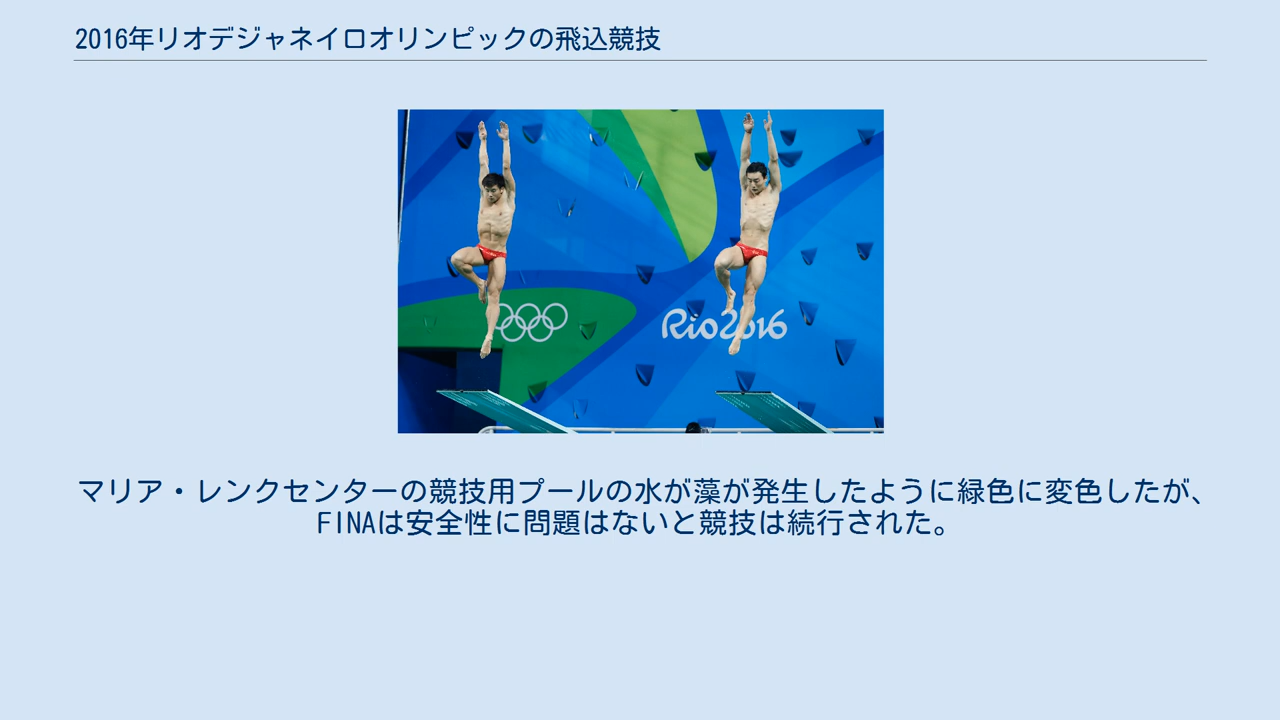 2016年リオデジャネイロオリンピックの飛込競技
Rio2016
マリア・レンクセンターの競技用プールの水が藻が発生したように緑色に変色したが、
FINAは安全性に問題はないと競技は続行された。